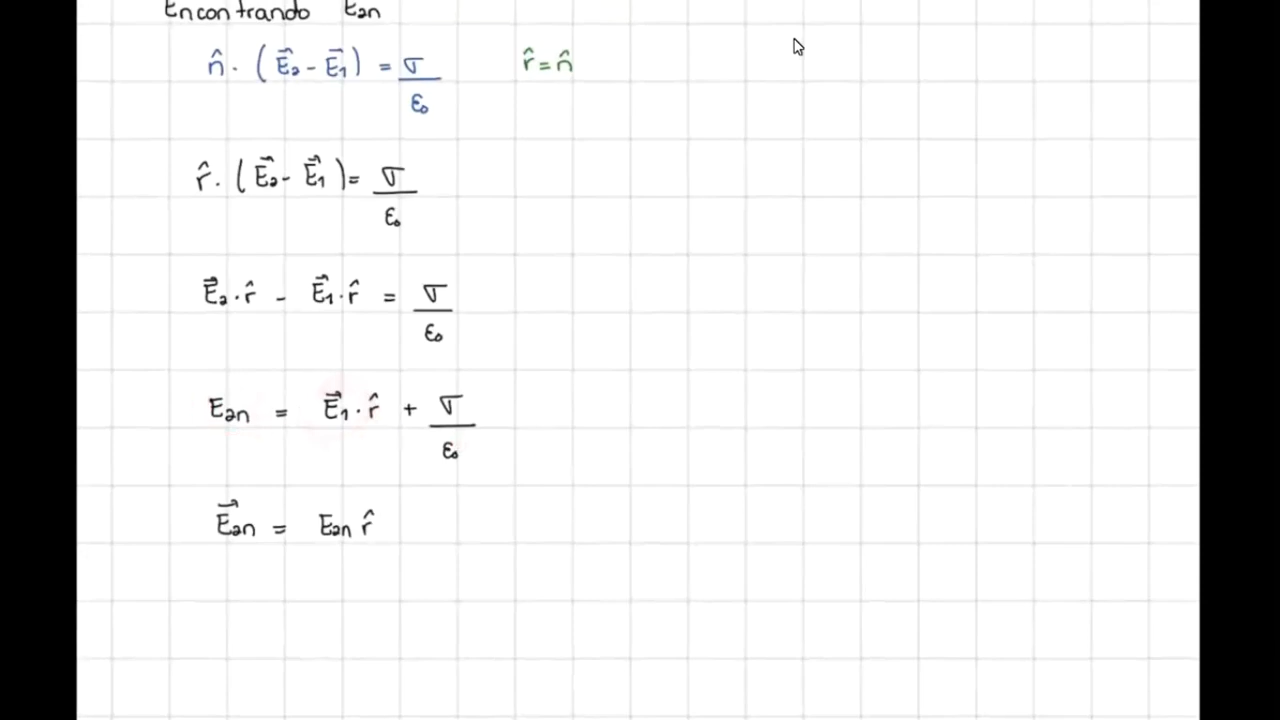 Encontrando E₂n
n̂ · (E⃗₂ - E⃗₁) = σ/ε₀ r̂ = n̂
r̂ · (E⃗₂ - E⃗₁) = σ/ε₀
E⃗₂ · r̂ - E⃗₁ · r̂ = σ/ε₀
E₂n = E⃗₁ · r̂ + σ/ε₀
E⃗₂n = E₂n r̂